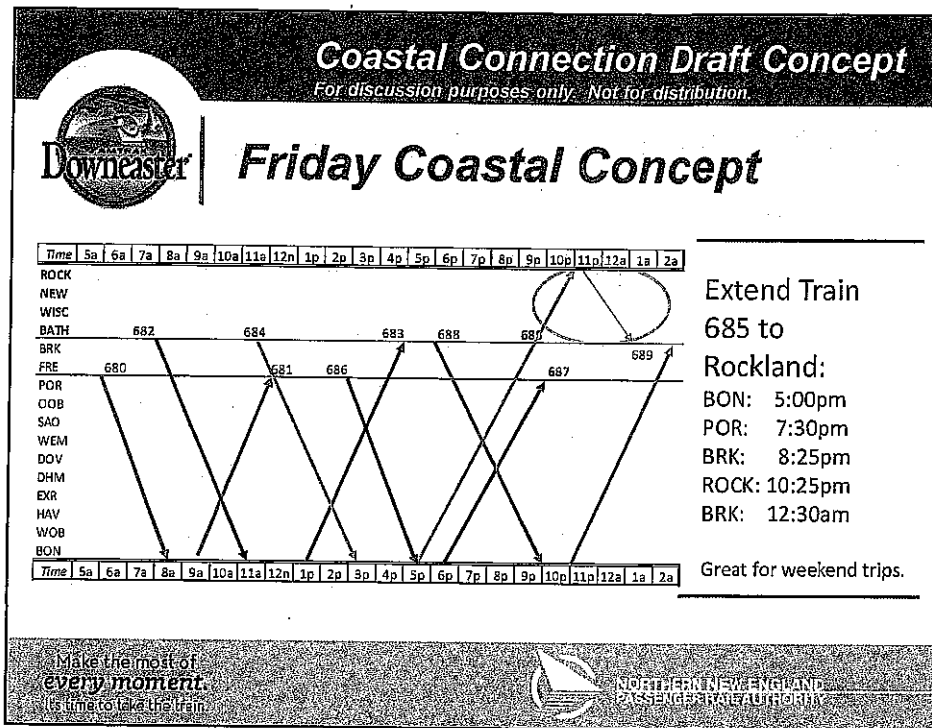 Coastal Connection Draft Concept
For discussion purposes only. Not for distribution.
AMTRAK
Downeaster®
Friday Coastal Concept
Time 5a 6a 7a 8a 9a 10a 11a 12n 1p 2p 3p 4p 5p 6p 7p 8p 9p 10p 11p 12a 1a 2a
ROCK
NEW
WISC
BATH 682 684 683 688 685
BRK 689
FRE 680 681 686 687
POR
OOB
SAO
WEM
DOV
DHM
EXR
HAV
WOB
BON
Time 5a 6a 7a 8a 9a 10a 11a 12n 1p 2p 3p 4p 5p 6p 7p 8p 9p 10p 11p 12a 1a 2a
Extend Train
685 to
Rockland:
BON: 5:00pm
POR: 7:30pm
BRK: 8:25pm
ROCK: 10:25pm
BRK: 12:30am
Great for weekend trips.
Make the most of
every moment.
It's time to take the train.
NORTHERN NEW ENGLAND
PASSENGER RAIL AUTHORITY